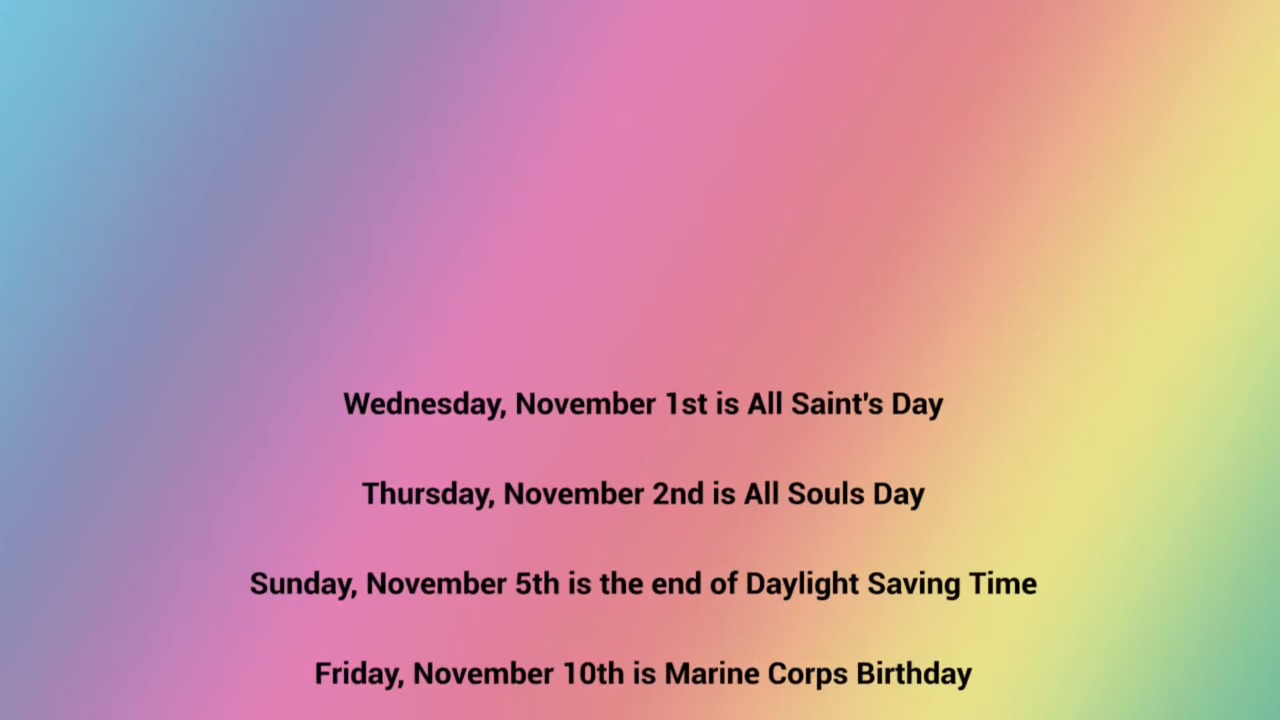 Wednesday, November 1st is All Saint's Day
Thursday, November 2nd is All Souls Day
Sunday, November 5th is the end of Daylight Saving Time
Friday, November 10th is Marine Corps Birthday